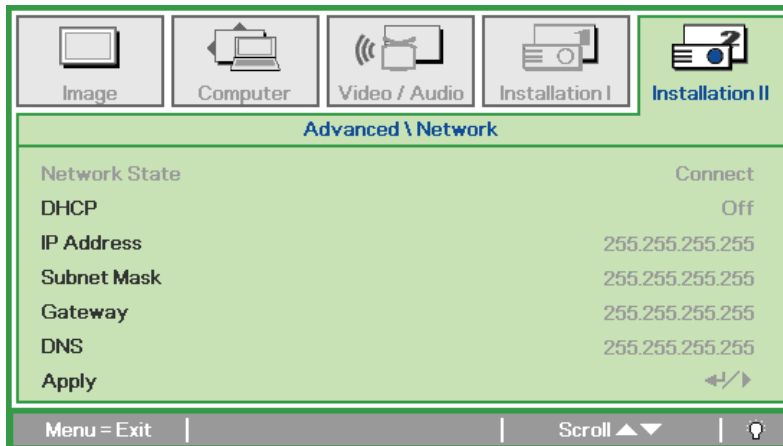 Image Computer Video / Audio Installation I Installation II
Advanced \ Network
Network State Connect
DHCP Off
IP Address 255.255.255.255
Subnet Mask 255.255.255.255
Gateway 255.255.255.255
DNS 255.255.255.255
Apply
Menu = Exit Scroll